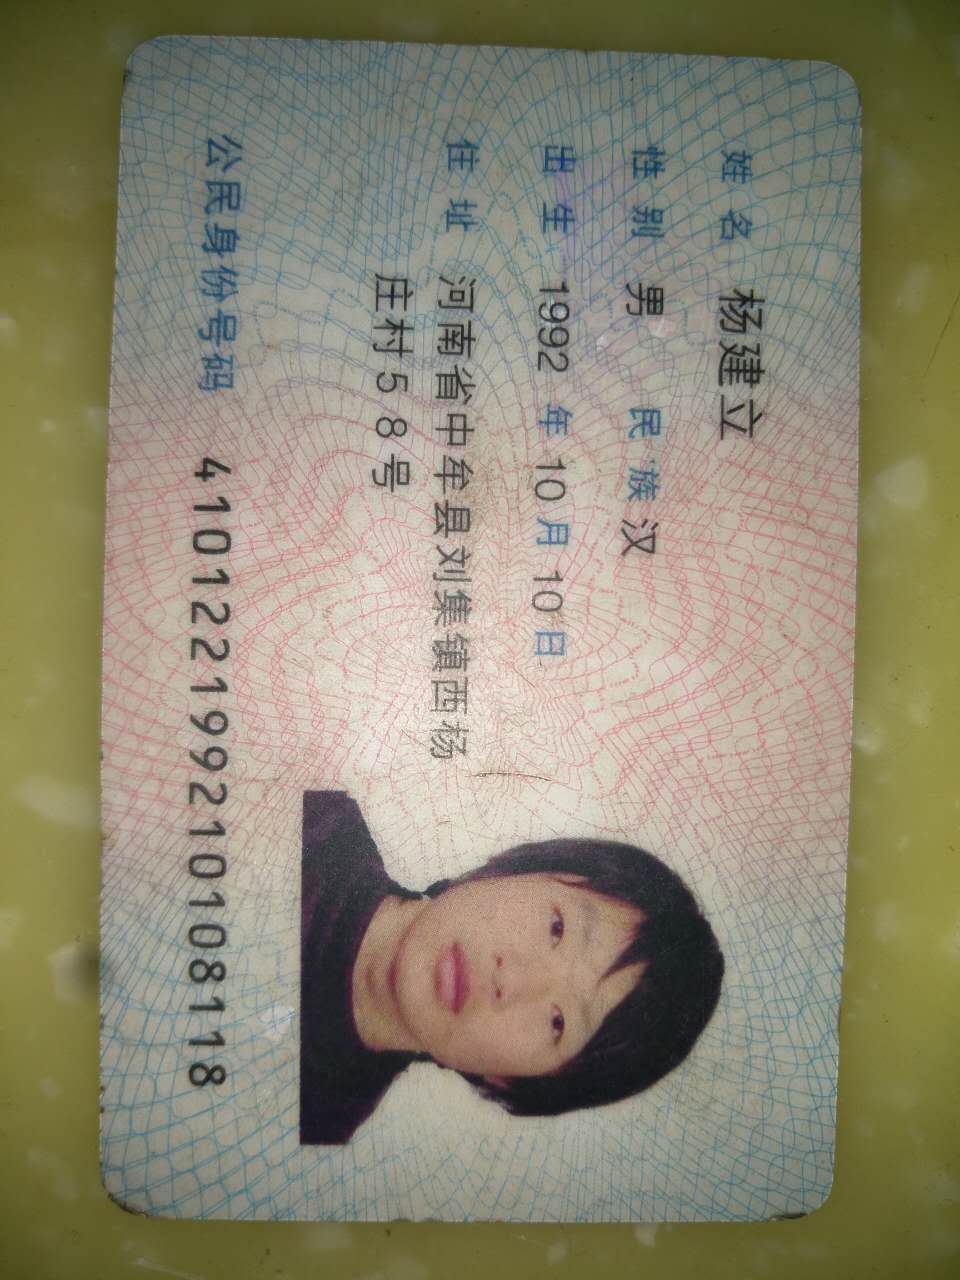 姓名 杨建立
性别 男 民族 汉
出生 1992 年 10 月 10 日
住址 河南省中牟县刘集镇西杨
庄村58号
公民身份号码 410122199210108118